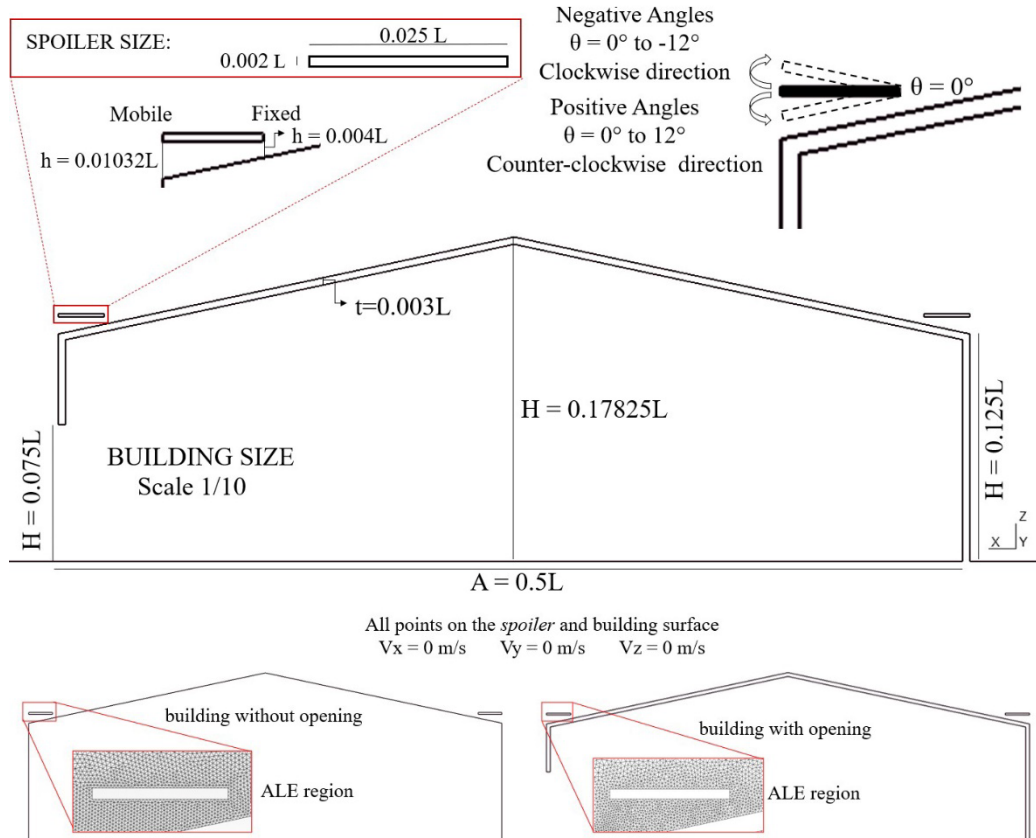 SPOILER SIZE:
0.025 L
0.002 L
Mobile
Fixed
h = 0.004L
h = 0.01032L
Negative Angles
θ = 0° to -12°
Clockwise direction
θ = 0°
Positive Angles
θ = 0° to 12°
Counter-clockwise direction
t=0.003L
H = 0.17825L
H = 0.075L
H = 0.125L
BUILDING SIZE
Scale 1/10
Z
X Y
A = 0.5L
All points on the spoiler and building surface
Vx = 0 m/s Vy = 0 m/s Vz = 0 m/s
building without opening
ALE region
building with opening
ALE region